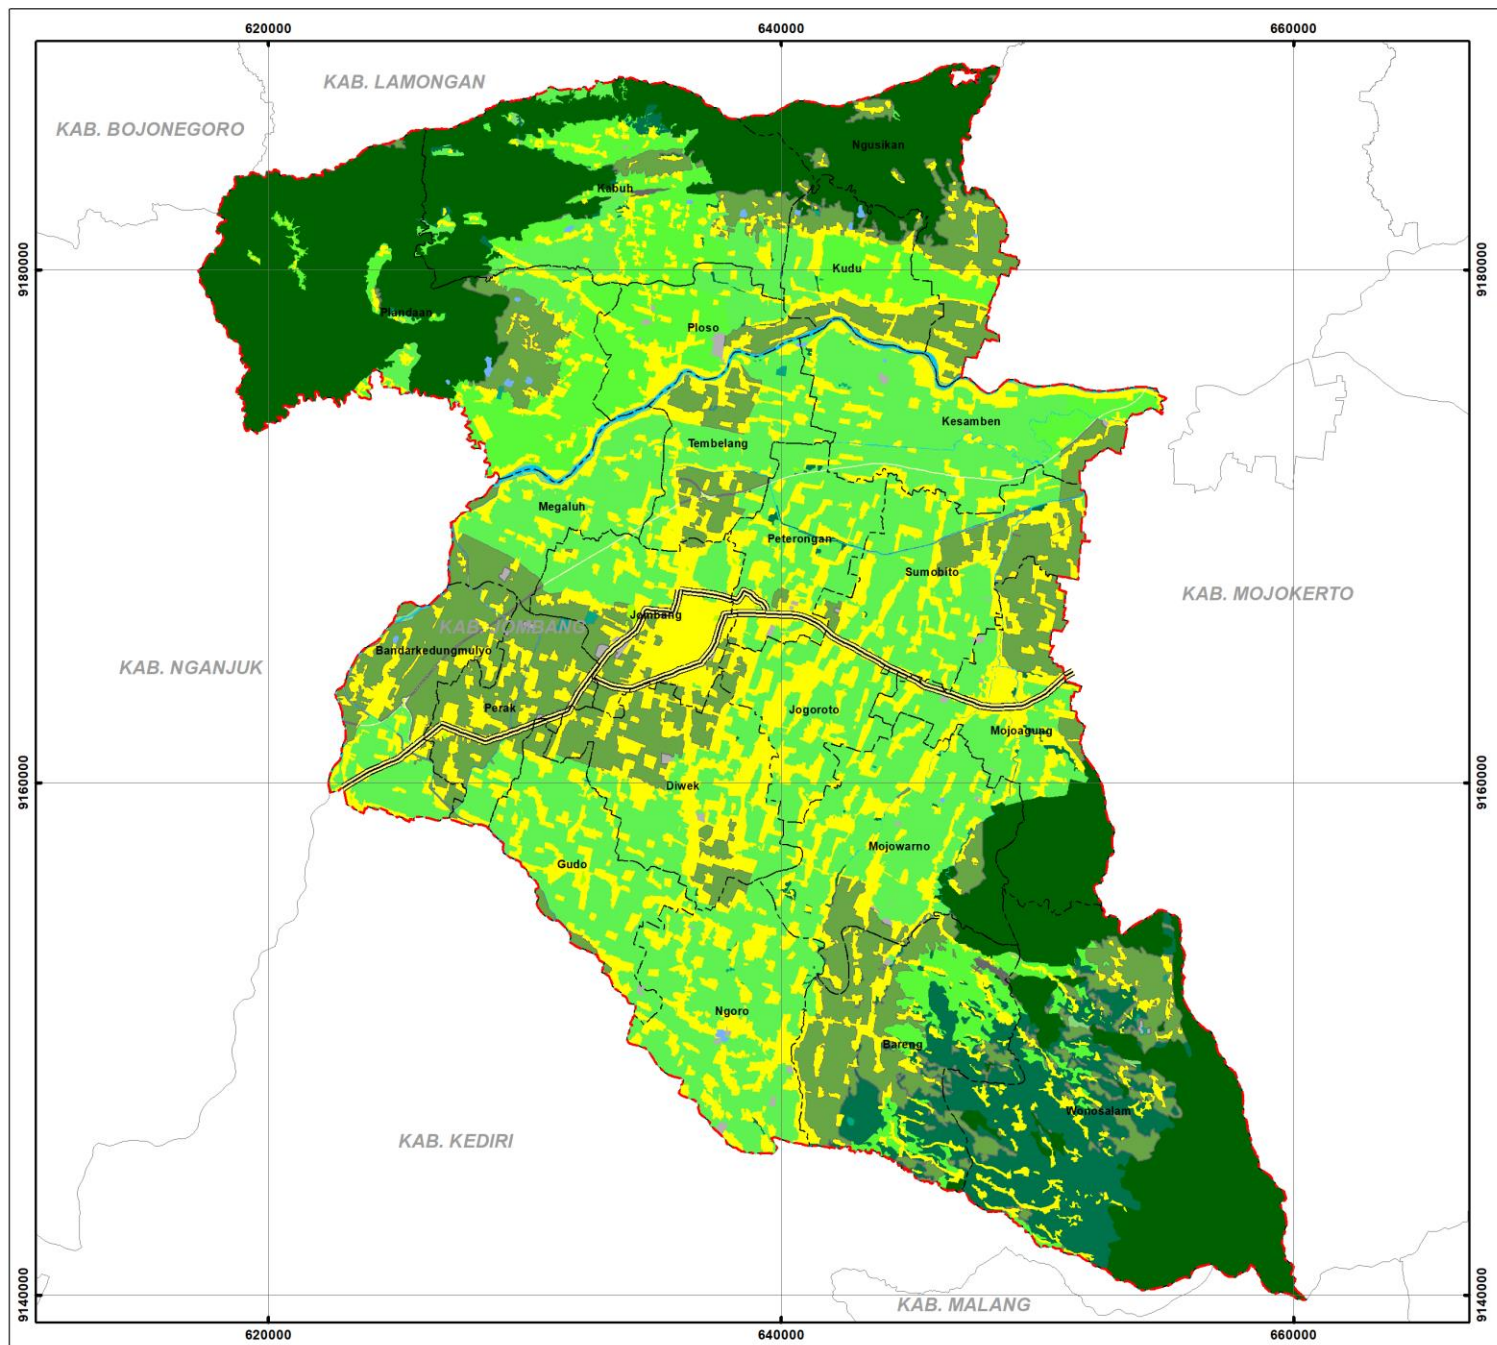 620000
640000
660000
KAB. LAMONGAN
KAB. BOJONEGORO
Ngusikan
Kabuh
9180000
Kudu
9180000
Plandaan
Ploso
Kesamben
Tembelang
Megaluh
Peterongan
Sumobito
KAB. MOJOKERTO
Jombang
KAB. JOMBANG
Bandarkedungmulyo
KAB. NGANJUK
Perak
Jogoroto
Mojoagung
9160000
Diwek
9160000
Mojowarno
Gudo
Ngoro
Bareng
Wonosalam
KAB. KEDIRI
9140000
KAB. MALANG
9140000
620000
640000
660000